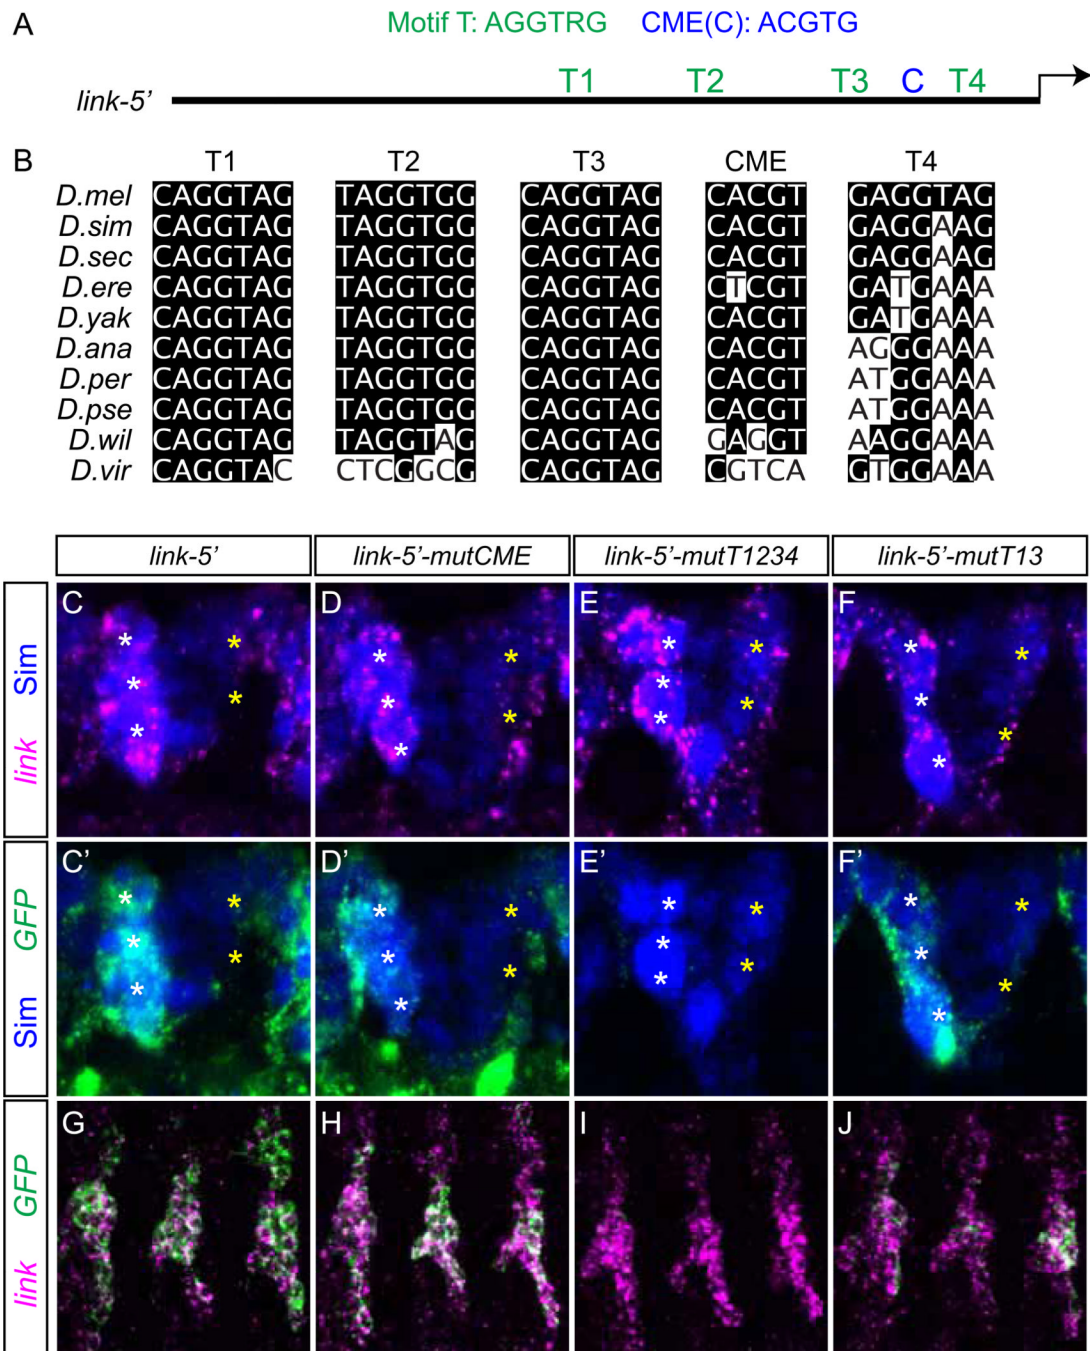 A
Motif T: AGGTRG CME(C): ACGTG
link-5' T1 T2 T3 C T4
B
T1 T2 T3 CME T4
D.mel CAGGTAG TAGGTGG CAGGTAG CACGT GAGGTAG
D.sim CAGGTAG TAGGTGG CAGGTAG CACGT GAGGAAG
D.sec CAGGTAG TAGGTGG CAGGTAG CACGT GAGGAAG
D.ere CAGGTAG TAGGTGG CAGGTAG CTCGT GATGAAA
D.yak CAGGTAG TAGGTGG CAGGTAG CACGT GATGAAA
D.ana CAGGTAG TAGGTGG CAGGTAG CACGT AGGGAAA
D.per CAGGTAG TAGGTGG CAGGTAG CACGT ATGGAAA
D.pse CAGGTAG TAGGTGG CAGGTAG CACGT ATGGAAA
D.wil CAGGTAG TAGGTAG CAGGTAG GAGGT AAGGAAA
D.vir CAGGTAC CTCGGCG CAGGTAG CGTCA GTGGAAA
link-5' link-5'-mutCME link-5'-mutT1234 link-5'-mutT13
link Sim
C D E F
Sim GFP
C' D' E' F'
link GFP
G H I J